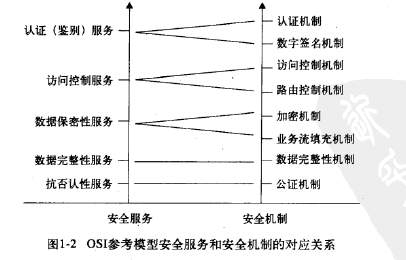 认证（鉴别）服务
认证机制
数字签名机制
访问控制服务
访问控制机制
路由控制机制
数据保密性服务
加密机制
业务流填充机制
数据完整性服务
数据完整性机制
抗否认性服务
公证机制
安全服务
安全机制
图1-2 OSI参考模型安全服务和安全机制的对应关系